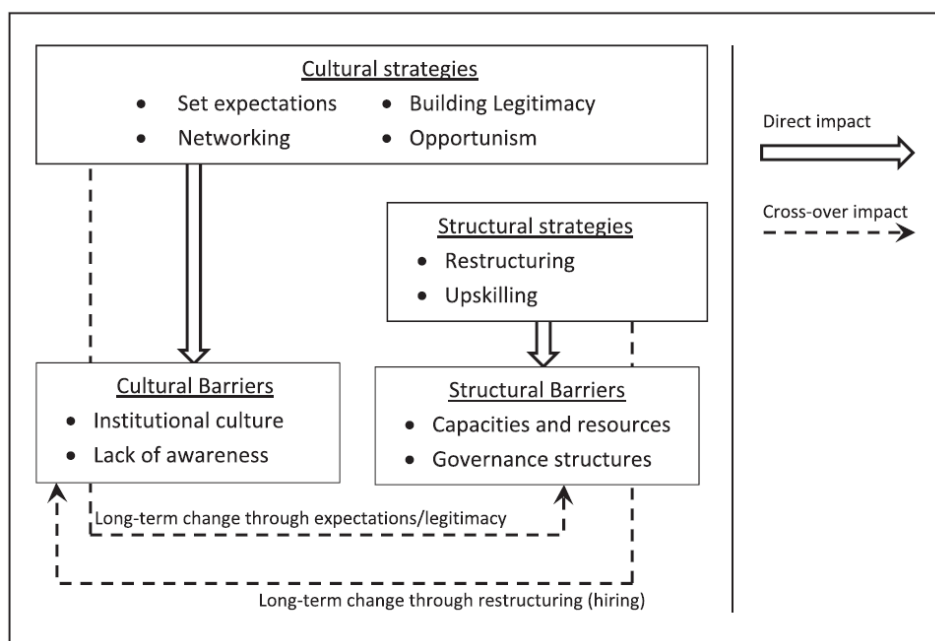 Cultural strategies
• Set expectations
• Building Legitimacy
• Networking
• Opportunism
Direct impact
Cross-over impact
Structural strategies
• Restructuring
• Upskilling
Cultural Barriers
• Institutional culture
• Lack of awareness
Structural Barriers
• Capacities and resources
• Governance structures
Long-term change through expectations/legitimacy
Long-term change through restructuring (hiring)